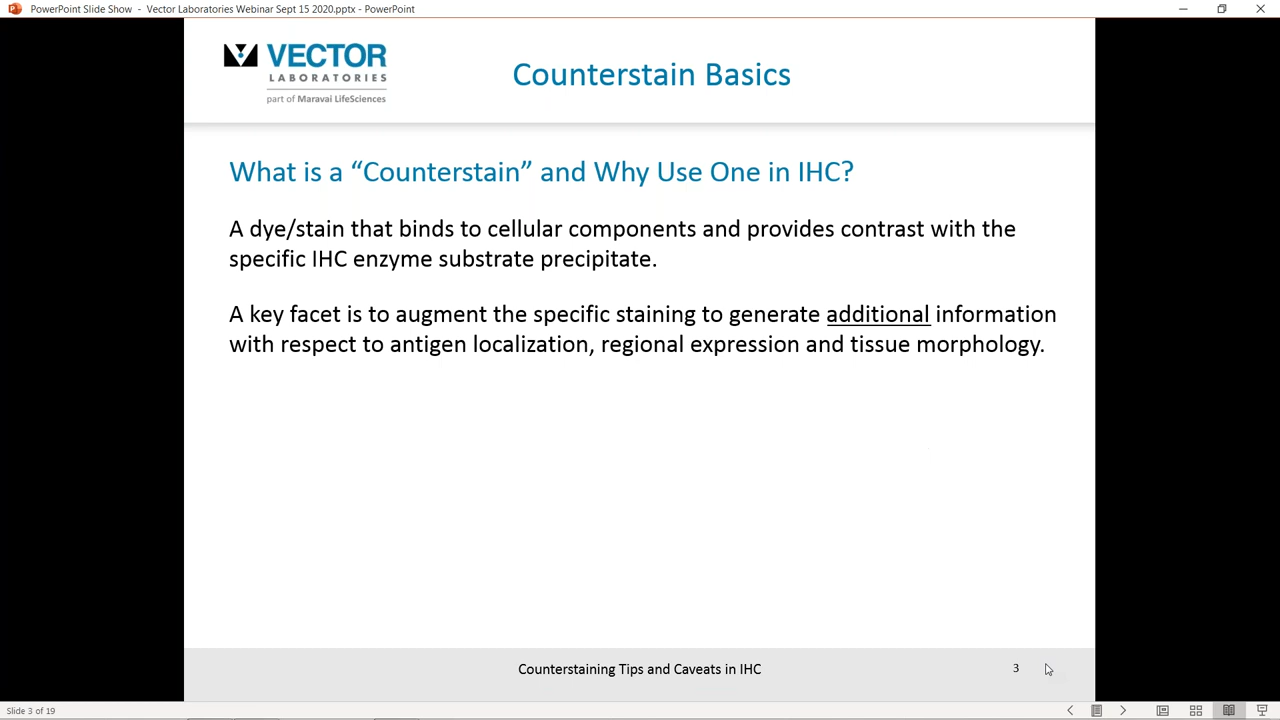 PowerPoint Slide Show - Vector Laboratories Webinar Sept 15 2020.pptx - PowerPoint
VECTOR
LABORATORIES
part of Maravai LifeSciences
Counterstain Basics
What is a “Counterstain” and Why Use One in IHC?
A dye/stain that binds to cellular components and provides contrast with the
specific IHC enzyme substrate precipitate.
A key facet is to augment the specific staining to generate additional information
with respect to antigen localization, regional expression and tissue morphology.
Counterstaining Tips and Caveats in IHC
3
Slide 3 of 19